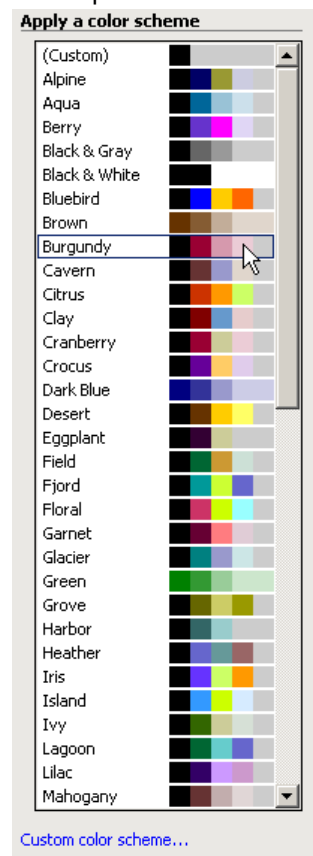 Apply a color scheme
(Custom)
Alpine
Aqua
Berry
Black & Gray
Black & White
Bluebird
Brown
Burgundy
Cavern
Citrus
Clay
Cranberry
Crocus
Dark Blue
Desert
Eggplant
Field
Fjord
Floral
Garnet
Glacier
Green
Grove
Harbor
Heather
Iris
Island
Ivy
Lagoon
Lilac
Mahogany
Custom color scheme...